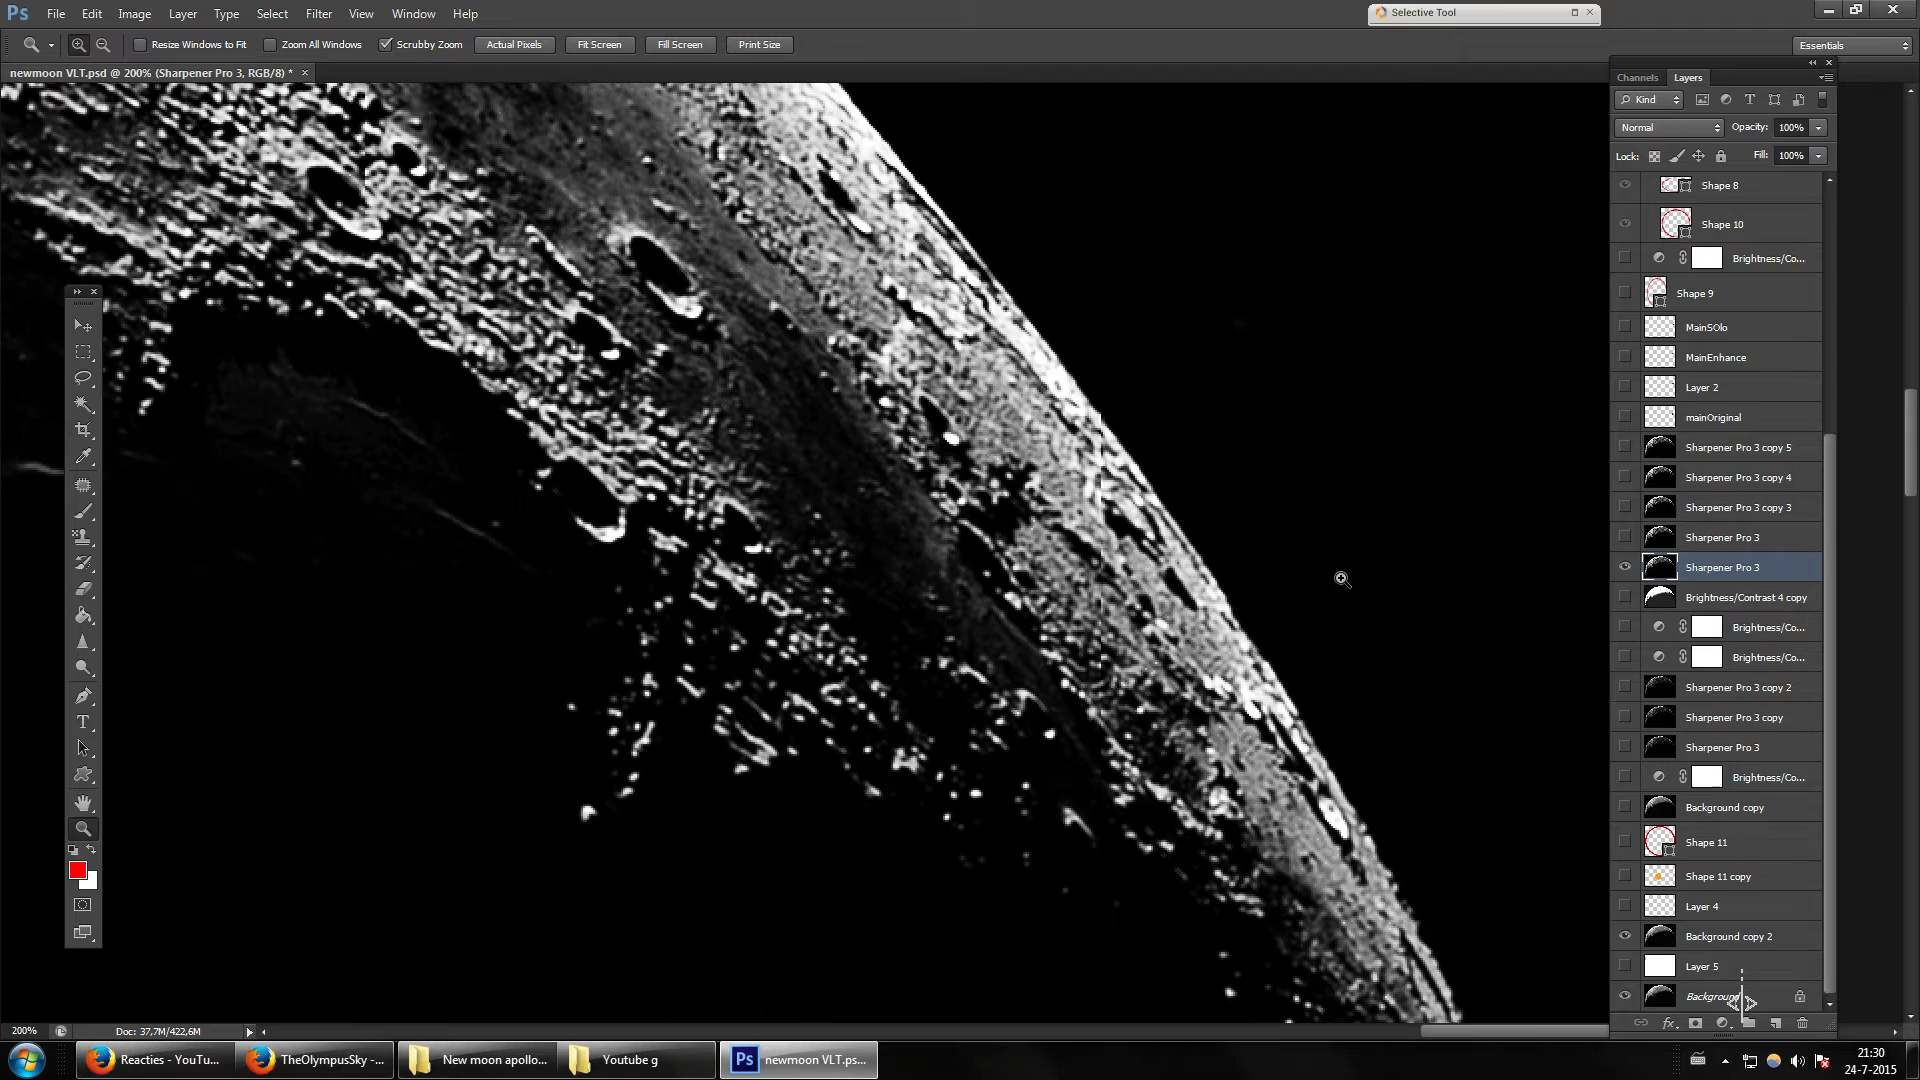 Ps File Edit Image Layer Type Select Filter View Window Help
Selective Tool
Resize Windows to Fit Zoom All Windows Scrubby Zoom Actual Pixels Fit Screen Fill Screen Print Size
Essentials
newmoon VLT.psd @ 200% (Sharpener Pro 3, RGB/8) *
Channels Layers
Kind
Normal Opacity: 100%
Lock: Fill: 100%
Shape 8
Shape 10
Brightness/Co...
Shape 9
MainSOlo
MainEnhance
Layer 2
mainOriginal
Sharpener Pro 3 copy 5
Sharpener Pro 3 copy 4
Sharpener Pro 3 copy 3
Sharpener Pro 3
Sharpener Pro 3
Brightness/Contrast 4 copy
Brightness/Co...
Brightness/Co...
Sharpener Pro 3 copy 2
Sharpener Pro 3 copy
Sharpener Pro 3
Brightness/Co...
Background copy
Shape 11
Shape 11 copy
Layer 4
Background copy 2
Layer 5
Background
200% Doc: 37,7M/422,6M
fx
Reacties - YouTu... TheOlympusSky -... New moon apollo... Youtube g Ps newmoon VLT.ps...
21:30
24-7-2015